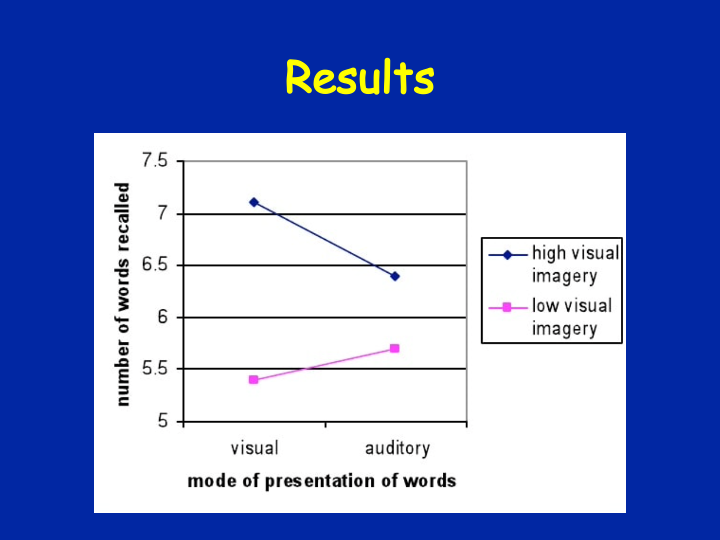 Results
number of words recalled
7.5
7
6.5
6
5.5
5
visual
auditory
mode of presentation of words
high visual
imagery
low visual
imagery